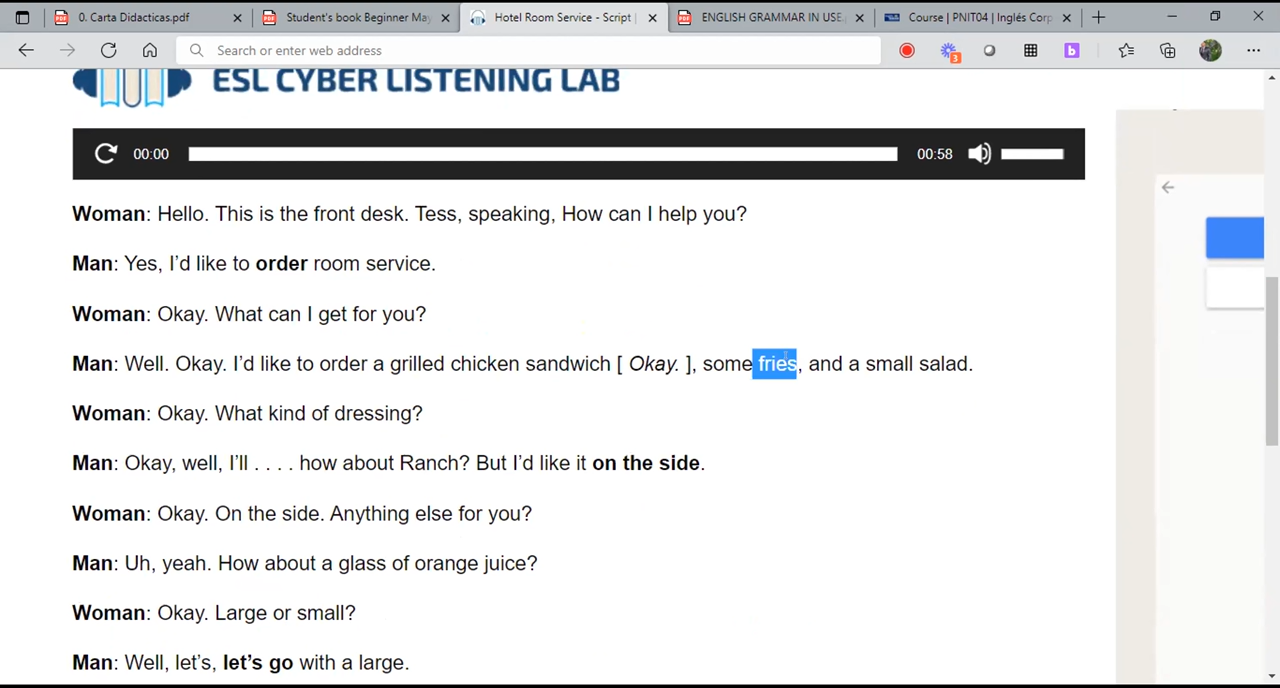 0. Carta Didacticas.pdf
Student's book Beginner May
Hotel Room Service - Script |
ENGLISH GRAMMAR IN USE.
Course | PNIT04 | Inglés Corp
Search or enter web address
3
b
ESL CYBER LISTENING LAB
00:00
00:58
Woman: Hello. This is the front desk. Tess, speaking, How can I help you?
Man: Yes, I'd like to order room service.
Woman: Okay. What can I get for you?
Man: Well. Okay. I'd like to order a grilled chicken sandwich [ Okay. ], some fries, and a small salad.
Woman: Okay. What kind of dressing?
Man: Okay, well, I'll . . . . how about Ranch? But I'd like it on the side.
Woman: Okay. On the side. Anything else for you?
Man: Uh, yeah. How about a glass of orange juice?
Woman: Okay. Large or small?
Man: Well, let's, let's go with a large.